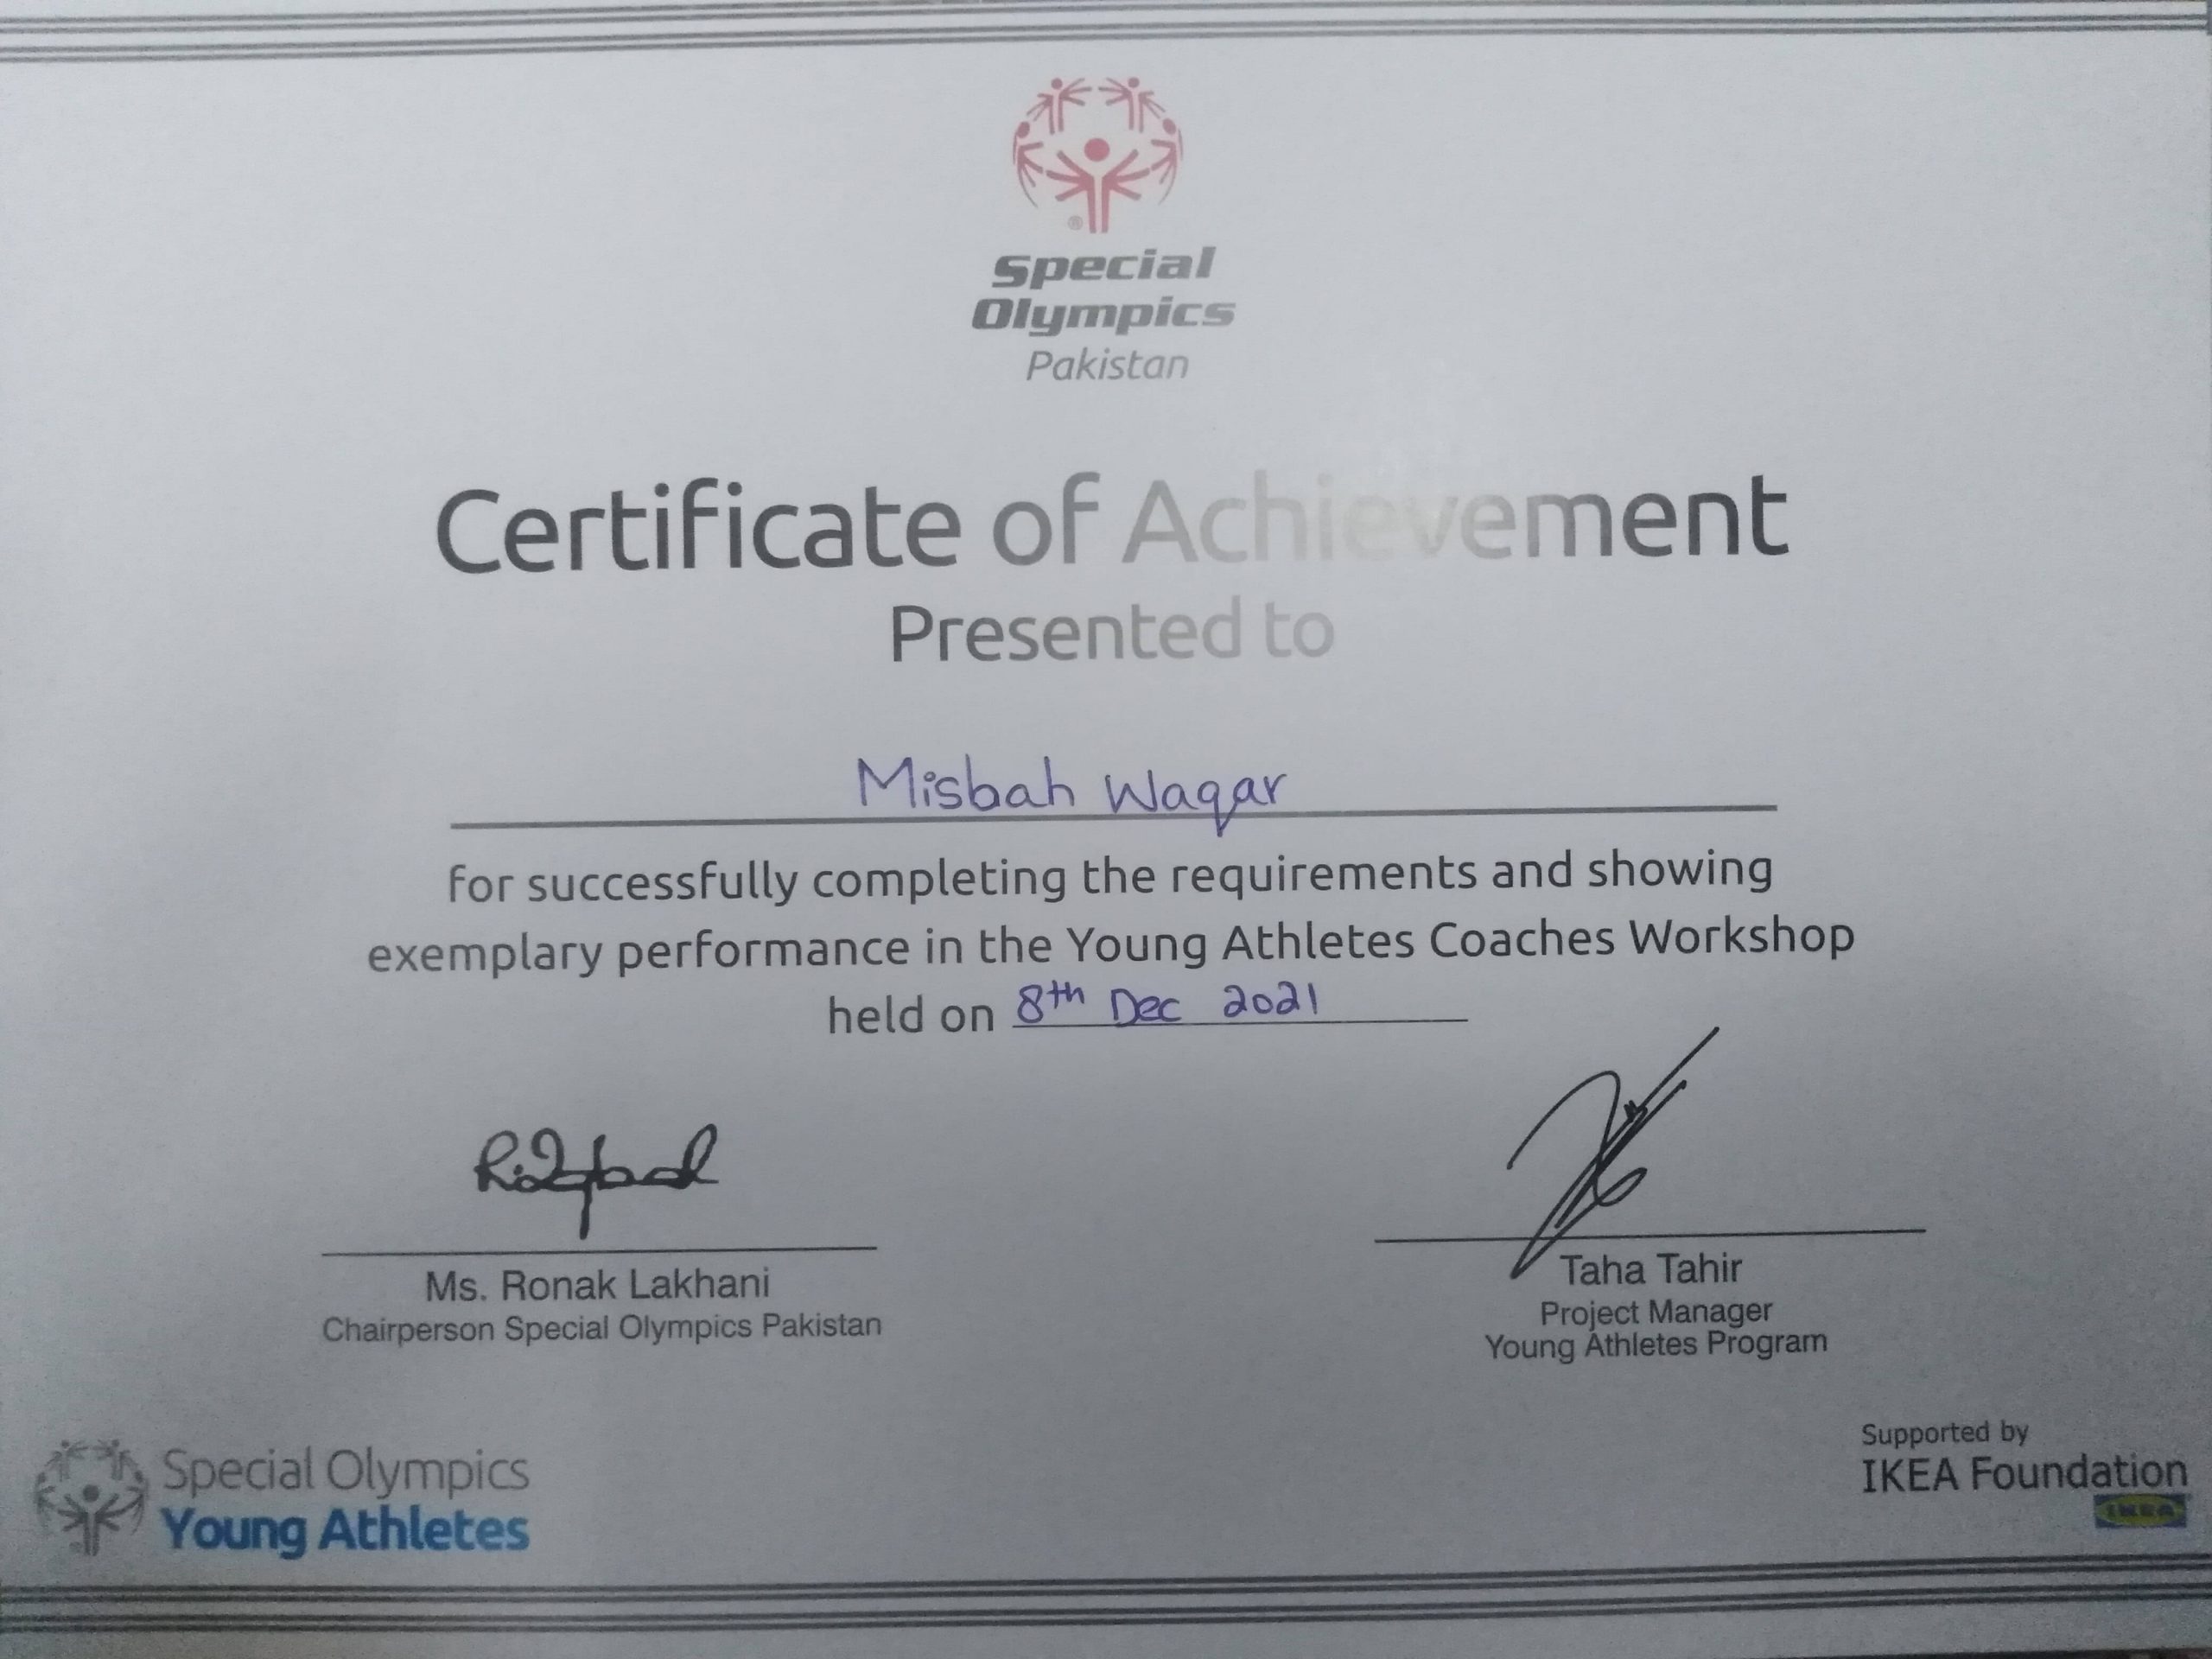 Special
Olympics
Pakistan
Certificate of Achievement
Presented to
Misbah Waqar
for successfully completing the requirements and showing
exemplary performance in the Young Athletes Coaches Workshop
held on 8th Dec 2021
R. Iqbal
Ms. Ronak Lakhani
Chairperson Special Olympics Pakistan
Taha Tahir
Project Manager
Young Athletes Program
Special Olympics
Young Athletes
Supported by
IKEA Foundation
IKEA